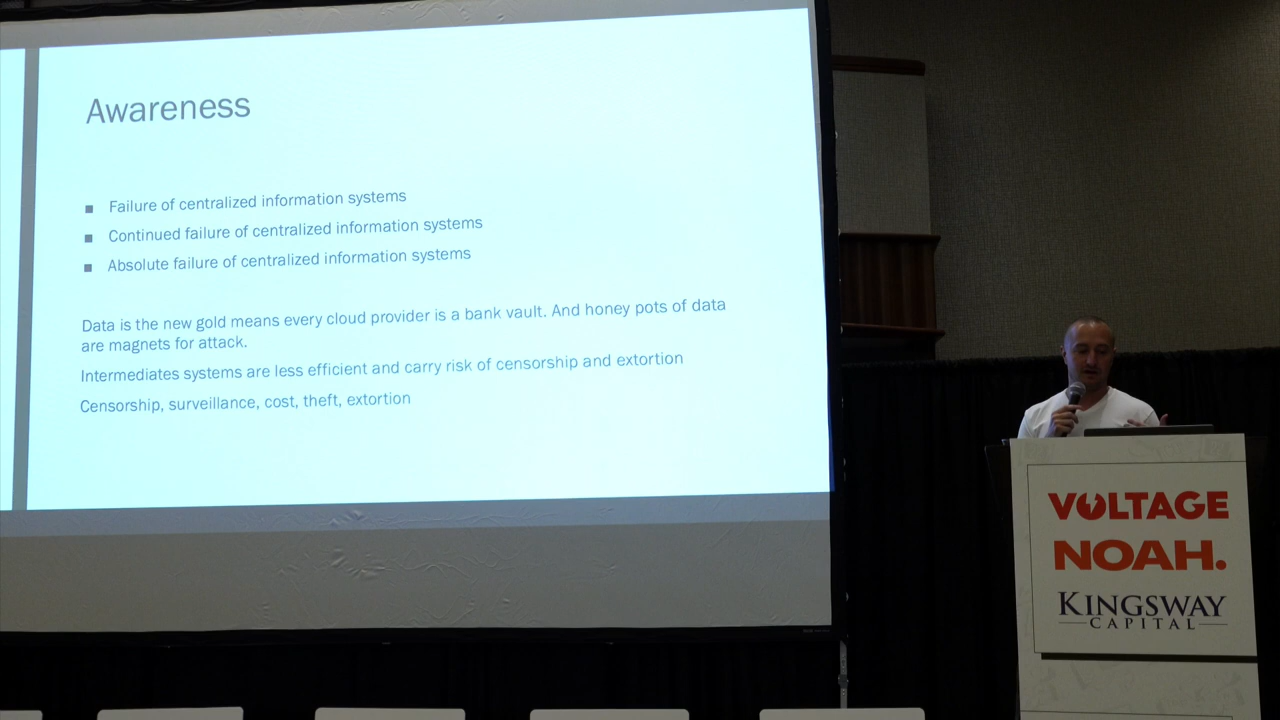 Awareness
Failure of centralized information systems
Continued failure of centralized information systems
Absolute failure of centralized information systems
Data is the new gold means every cloud provider is a bank vault. And honey pots of data
are magnets for attack.
Intermediates systems are less efficient and carry risk of censorship and extortion
Censorship, surveillance, cost, theft, extortion
VOLTAGE
NOAH.
KINGSWAY
CAPITAL